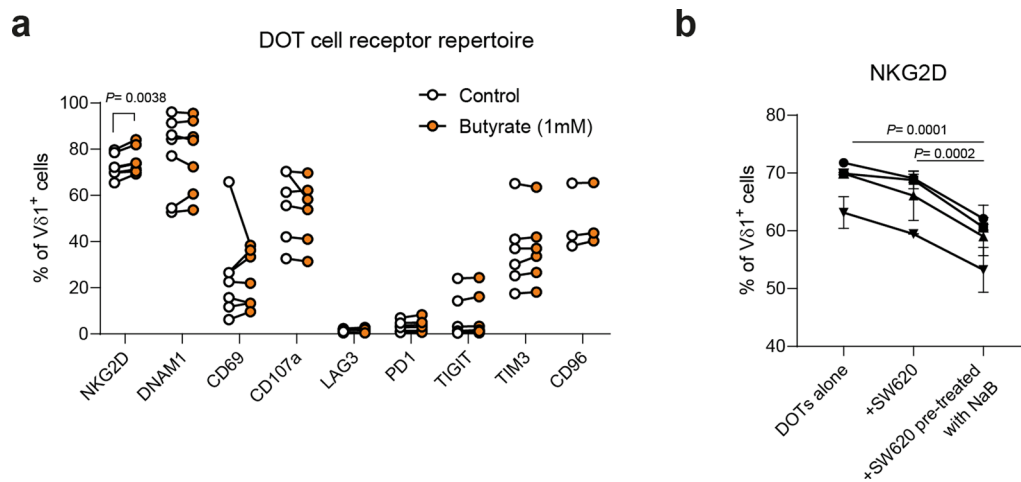 a
DOT cell receptor repertoire
% of Vδ1+ cells
100
80
60
40
20
0
P= 0.0038
Control
Butyrate (1mM)
NKG2D
DNAM1
CD69
CD107a
LAG3
PD1
TIGIT
TIM3
CD96
b
NKG2D
% of Vδ1+ cells
80
70
60
50
40
P= 0.0001
P= 0.0002
DOTs alone
+SW620
+SW620 pre-treated
with NaB